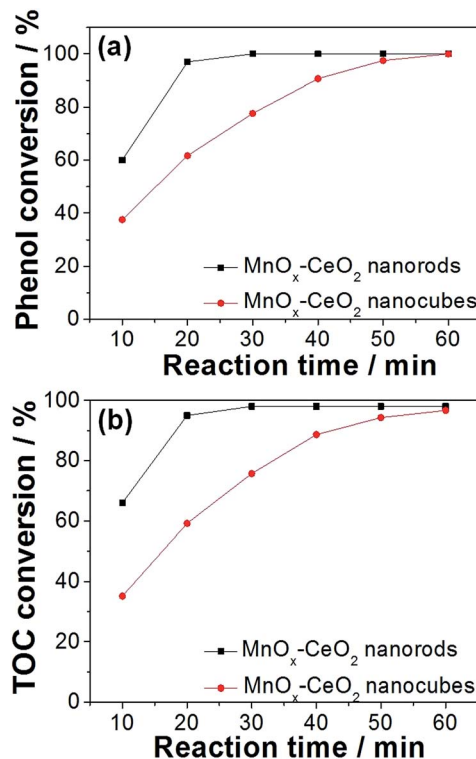 (a)
Phenol conversion / %
100
80
60
40
20
0
MnOₓ-CeO₂ nanorods
MnOₓ-CeO₂ nanocubes
10 20 30 40 50 60
Reaction time / min
(b)
TOC conversion / %
100
80
60
40
20
0
MnOₓ-CeO₂ nanorods
MnOₓ-CeO₂ nanocubes
10 20 30 40 50 60
Reaction time / min